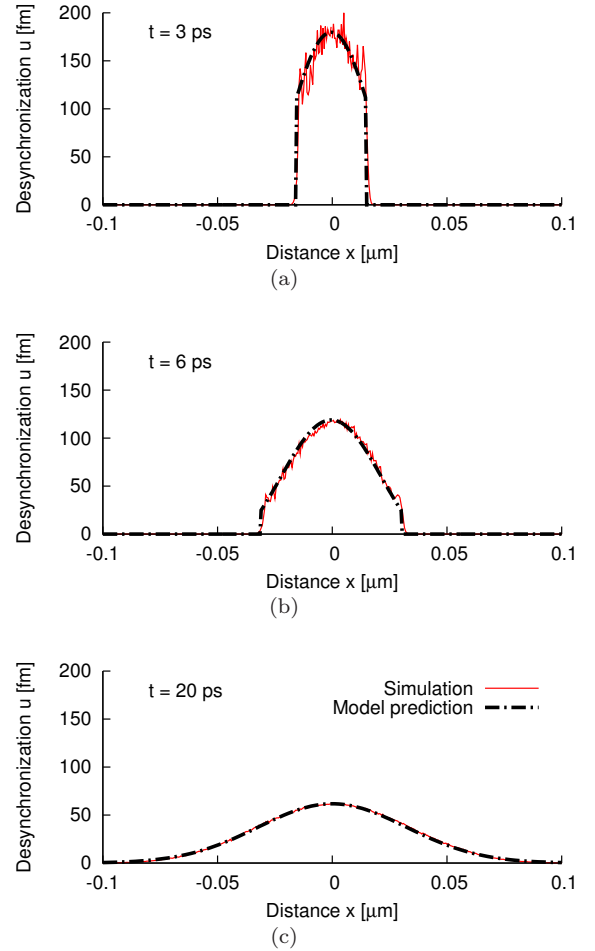 200
150
100
50
0
Desynchronization u [fm]
t = 3 ps
-0.1 -0.05 0 0.05 0.1
Distance x [μm]
(a)
200
150
100
50
0
Desynchronization u [fm]
t = 6 ps
-0.1 -0.05 0 0.05 0.1
Distance x [μm]
(b)
200
150
100
50
0
Desynchronization u [fm]
t = 20 ps
Simulation
Model prediction
-0.1 -0.05 0 0.05 0.1
Distance x [μm]
(c)